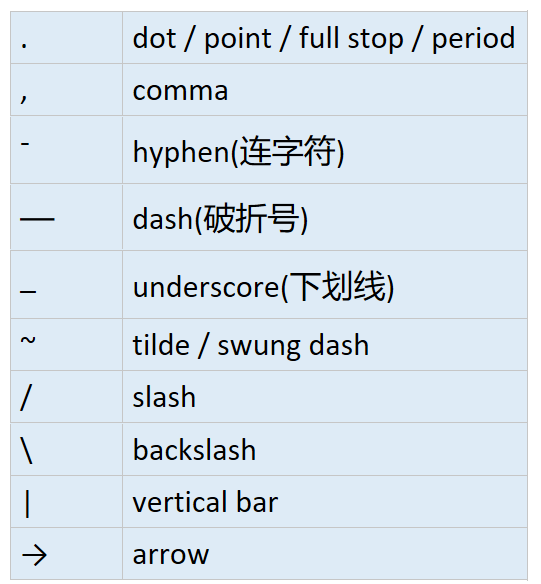 . dot / point / full stop / period
, comma
- hyphen(连字符)
— dash(破折号)
_ underscore(下划线)
~ tilde / swung dash
/ slash
\ backslash
| vertical bar
→ arrow